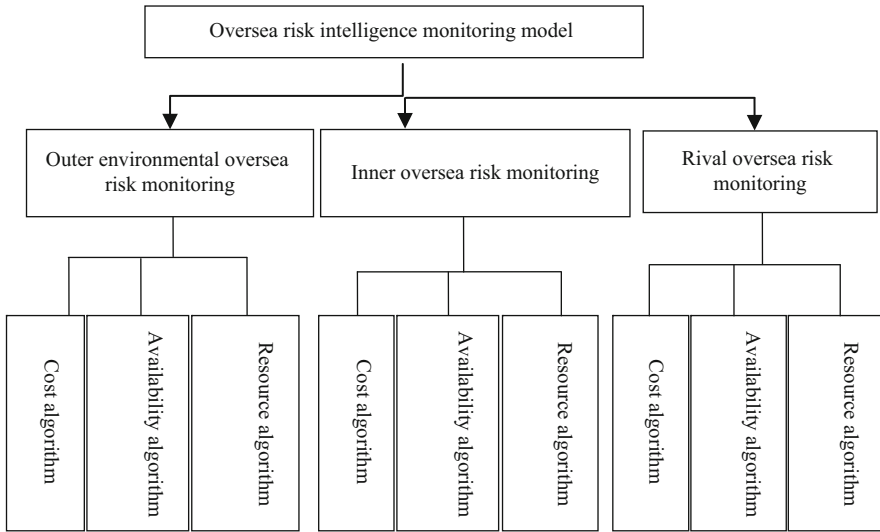 Oversea risk intelligence monitoring model
Outer environmental oversea
risk monitoring
Inner oversea risk monitoring
Rival oversea risk
monitoring
Cost algorithm
Availability algorithm
Resource algorithm
Cost algorithm
Availability algorithm
Resource algorithm
Cost algorithm
Availability algorithm
Resource algorithm